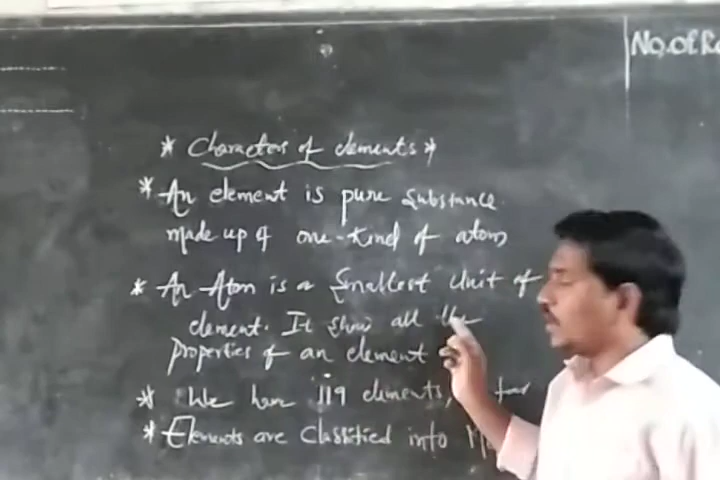 No. of Ro
* Characters of elements *
* An element is pure substance
made up of one-kind of atom
* An Atom is a Smallest Unit of
element. It show all the
properties of an element
* We have 119 elements,
* Elements are Classified into M